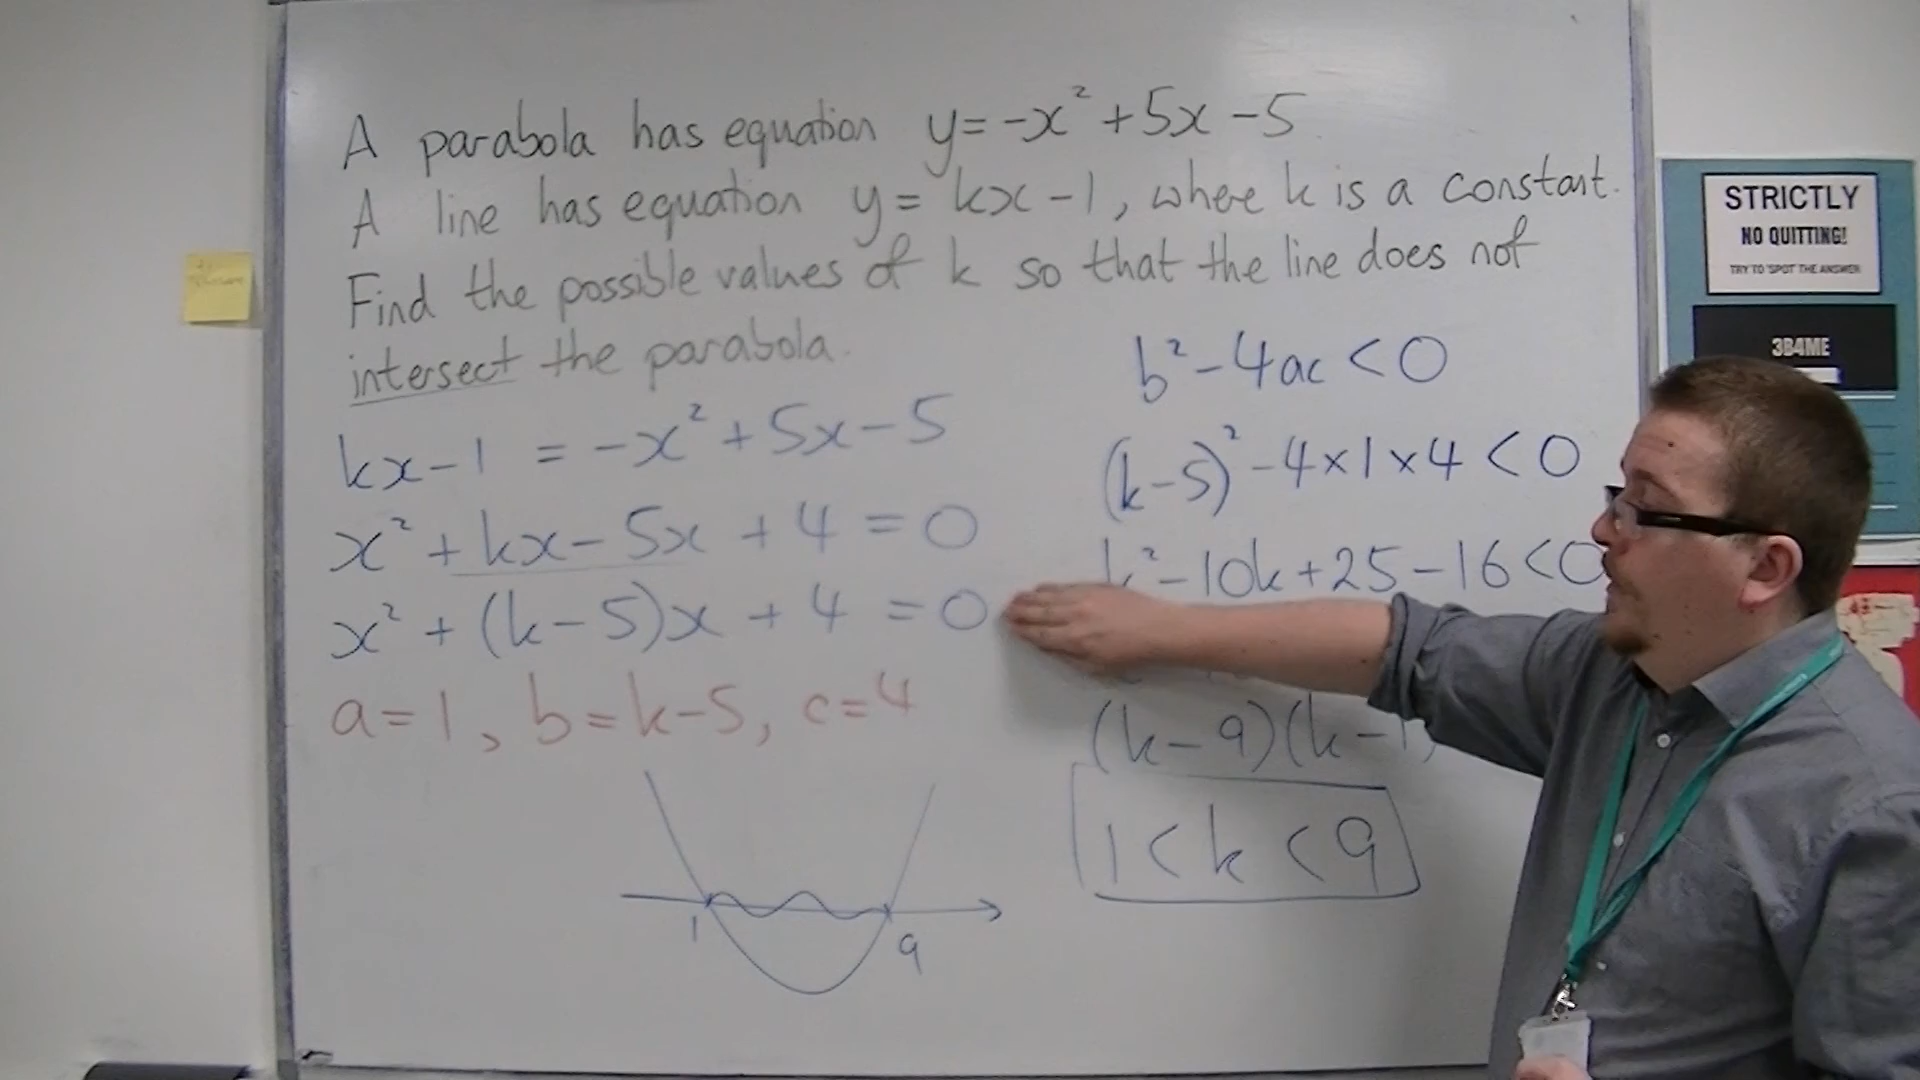 A parabola has equation y=-x²+5x-5
A line has equation y=kx-1, where k is a constant.
Find the possible values of k so that the line does not
intersect the parabola.
kx-1 = -x²+5x-5
x²+kx-5x+4=0
x²+(k-5)x+4=0
a=1, b=k-5, c=4
1
9
b²-4ac<0
(k-5)²-4×1×4<0
k²-10k+25-16<0
(k-9)(k-1)
1<k<9
STRICTLY
NO QUITTING!
TRY TO 'SPOT' THE ANSWER
3B4ME